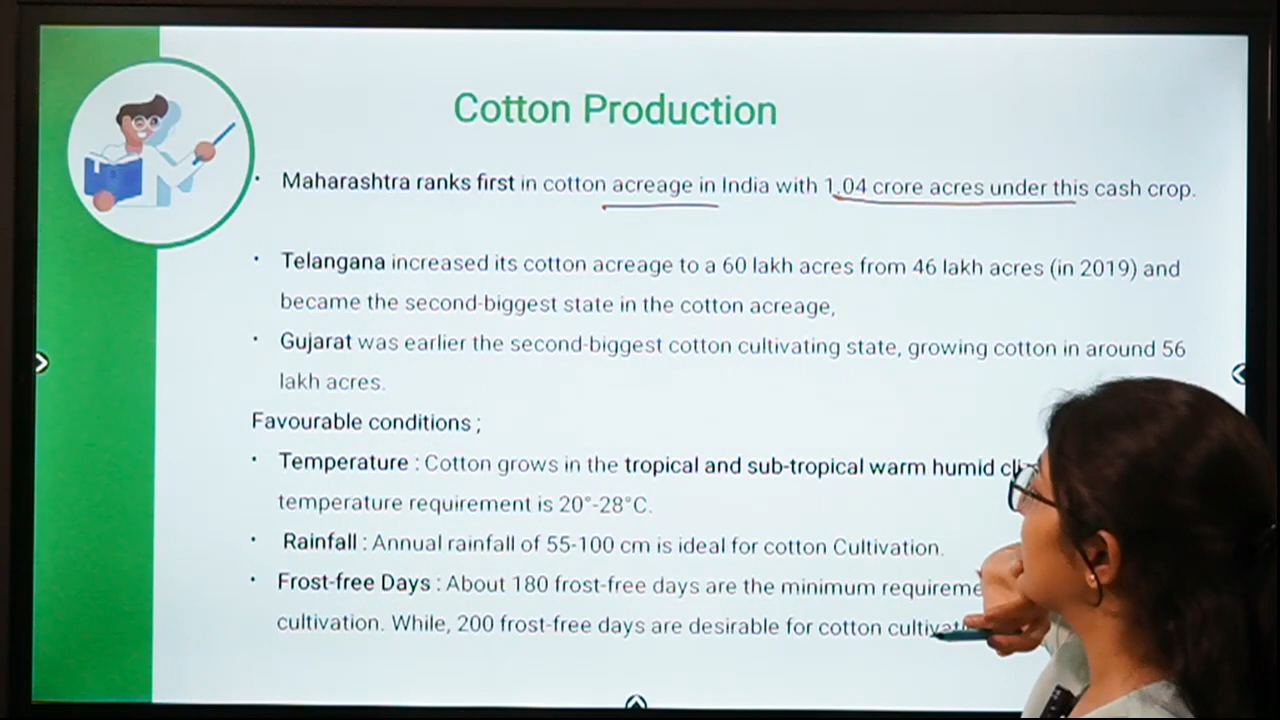 Cotton Production
• Maharashtra ranks first in cotton acreage in India with 1.04 crore acres under this cash crop.
• Telangana increased its cotton acreage to a 60 lakh acres from 46 lakh acres (in 2019) and
became the second-biggest state in the cotton acreage,
• Gujarat was earlier the second-biggest cotton cultivating state, growing cotton in around 56
lakh acres.
Favourable conditions ;
• Temperature : Cotton grows in the tropical and sub-tropical warm humid
temperature requirement is 20°-28°C.
• Rainfall : Annual rainfall of 55-100 cm is ideal for cotton Cultivation.
• Frost-free Days : About 180 frost-free days are the minimum
cultivation. While, 200 frost-free days are desirable for cotton